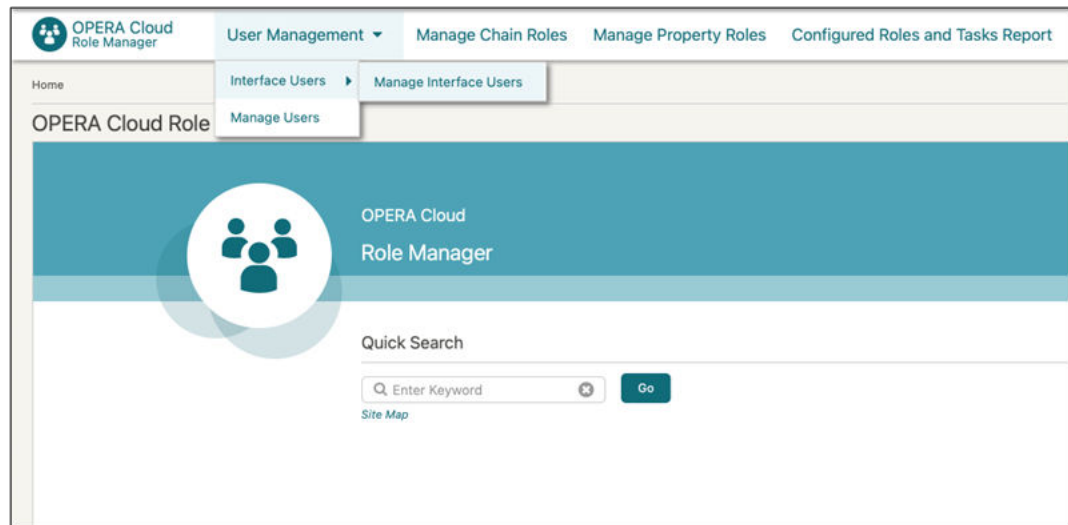 OPERA Cloud
Role Manager
User Management
Manage Chain Roles
Manage Property Roles
Configured Roles and Tasks Report
Home
Interface Users
Manage Interface Users
Manage Users
OPERA Cloud Role
OPERA Cloud
Role Manager
Quick Search
Enter Keyword
Go
Site Map